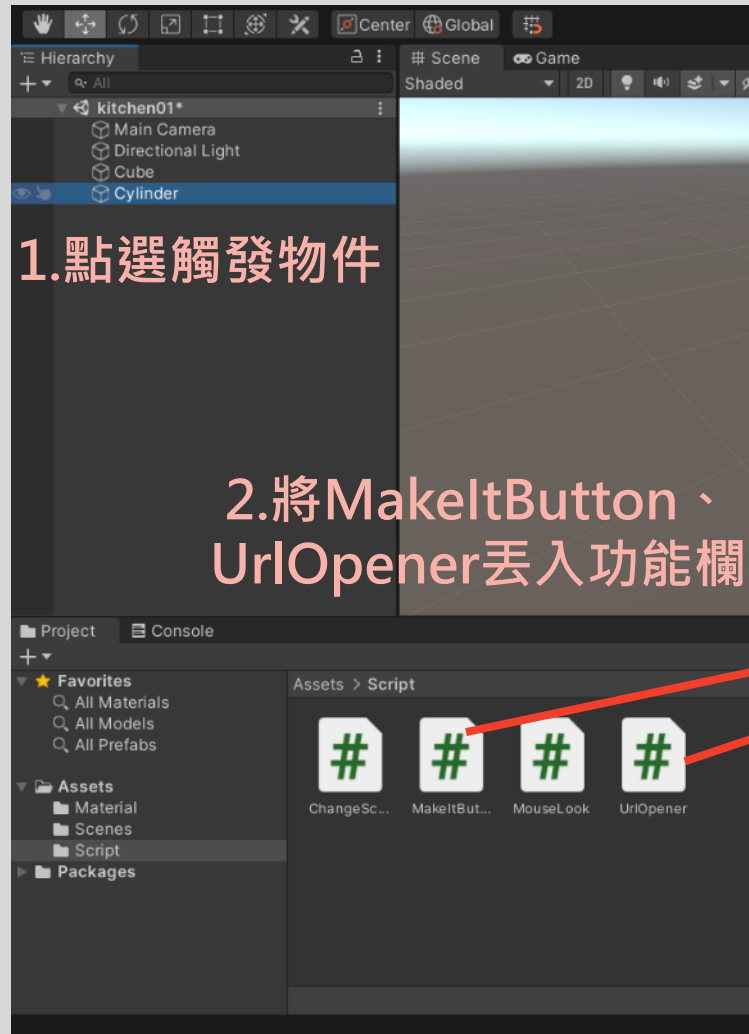 Center Global
Hierarchy
Scene
Game
All
Shaded
2D
kitchen01*
Main Camera
Directional Light
Cube
Cylinder
1.點選觸發物件
2.將MakeItButton、
UrlOpener丟入功能欄
Project
Console
Favorites
All Materials
All Models
All Prefabs
Assets
Material
Scenes
Script
Packages
Assets > Script
ChangeSc...
MakeItBut...
MouseLook
UrlOpener